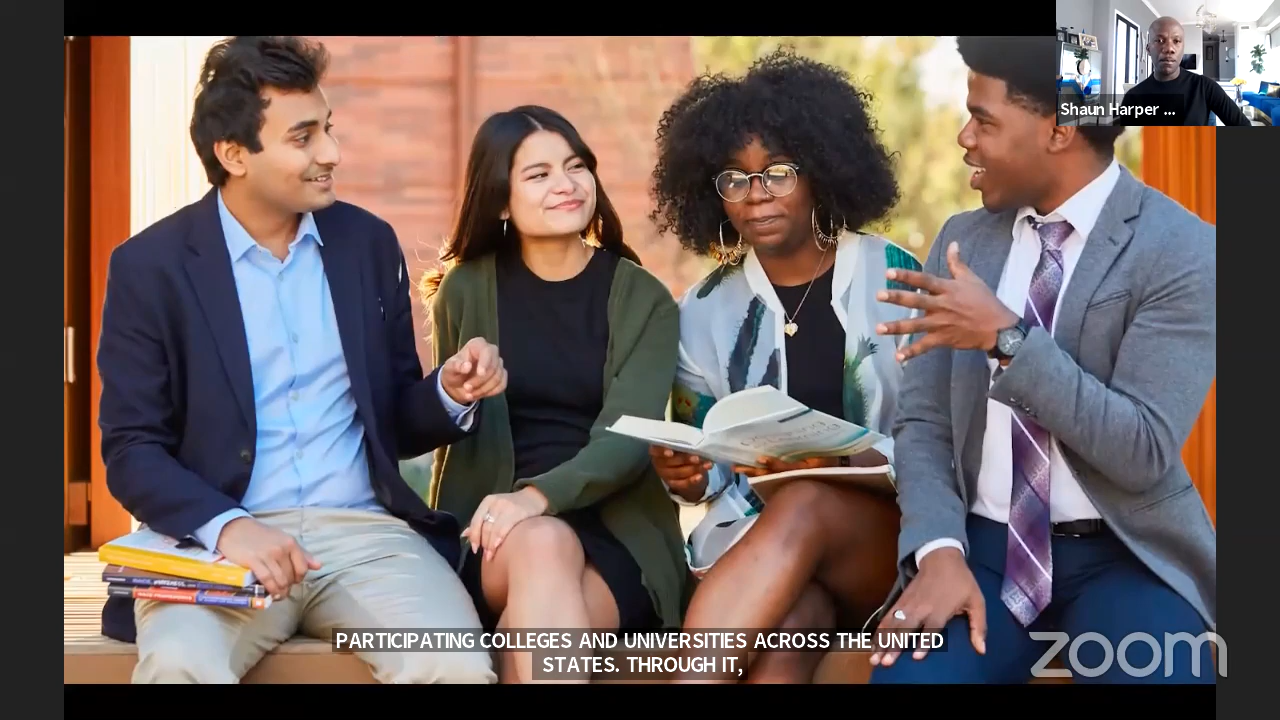 Shaun Harper ...
PARTICIPATING COLLEGES AND UNIVERSITIES ACROSS THE UNITED
STATES. THROUGH IT,
zoom